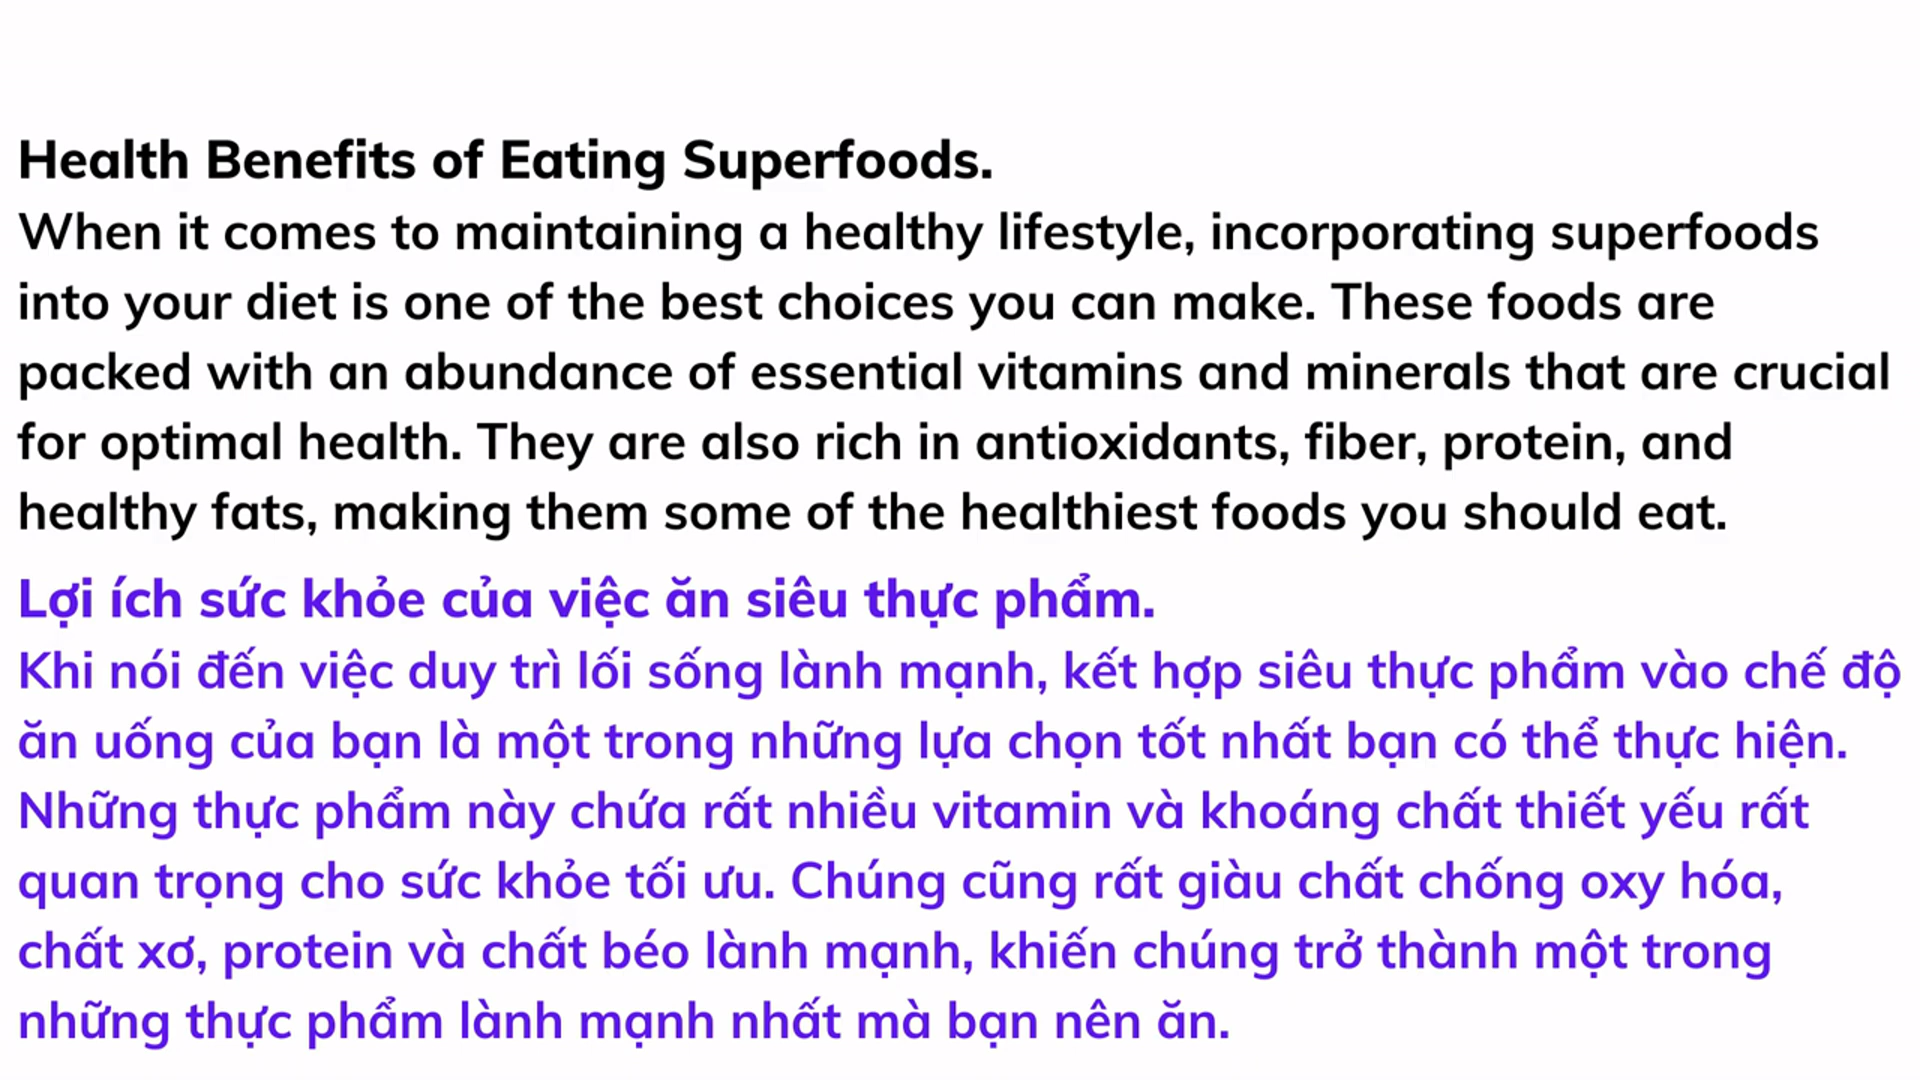 Health Benefits of Eating Superfoods.
When it comes to maintaining a healthy lifestyle, incorporating superfoods
into your diet is one of the best choices you can make. These foods are
packed with an abundance of essential vitamins and minerals that are crucial
for optimal health. They are also rich in antioxidants, fiber, protein, and
healthy fats, making them some of the healthiest foods you should eat.
Lợi ích sức khỏe của việc ăn siêu thực phẩm.
Khi nói đến việc duy trì lối sống lành mạnh, kết hợp siêu thực phẩm vào chế độ
ăn uống của bạn là một trong những lựa chọn tốt nhất bạn có thể thực hiện.
Những thực phẩm này chứa rất nhiều vitamin và khoáng chất thiết yếu rất
quan trọng cho sức khỏe tối ưu. Chúng cũng rất giàu chất chống oxy hóa,
chất xơ, protein và chất béo lành mạnh, khiến chúng trở thành một trong
những thực phẩm lành mạnh nhất mà bạn nên ăn.